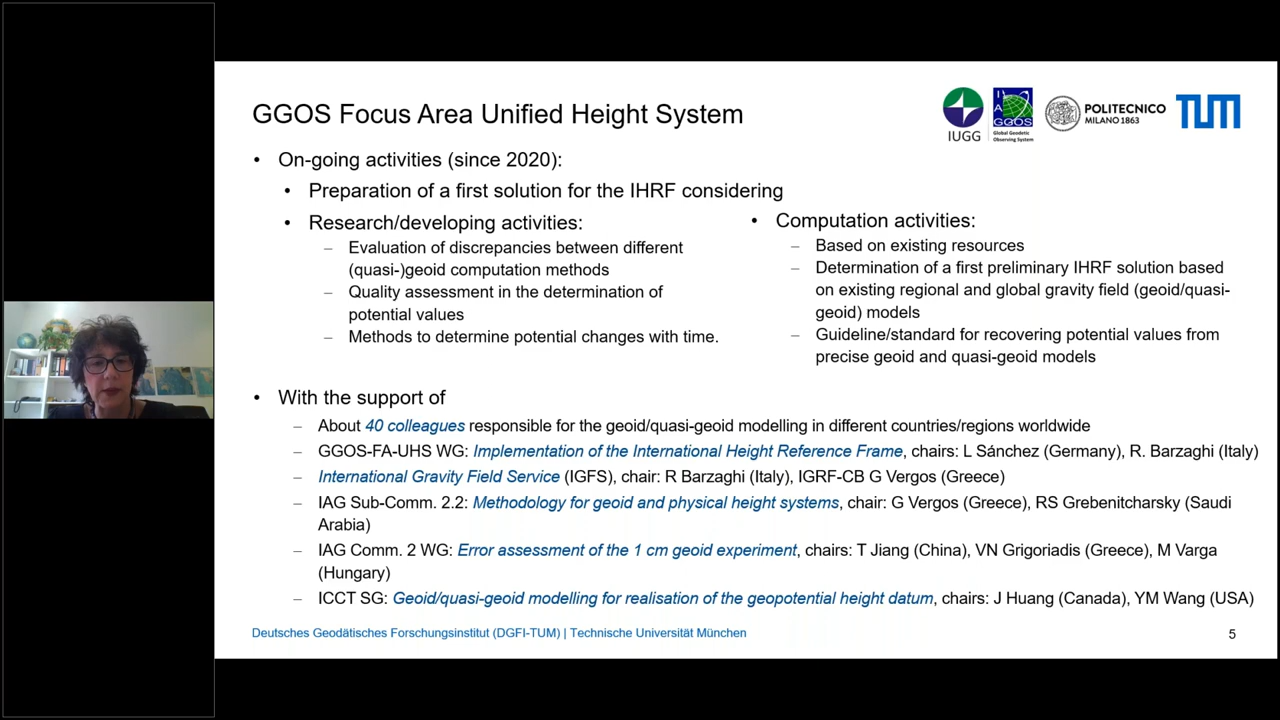 GGOS Focus Area Unified Height System
IUGG
I A
GGOS
Global Geodetic
Observing System
POLITECNICO
MILANO 1863
TUM
• On-going activities (since 2020):
• Preparation of a first solution for the IHRF considering
• Research/developing activities:
– Evaluation of discrepancies between different
(quasi-)geoid computation methods
– Quality assessment in the determination of
potential values
– Methods to determine potential changes with time.
• Computation activities:
– Based on existing resources
– Determination of a first preliminary IHRF solution based
on existing regional and global gravity field (geoid/quasi-
geoid) models
– Guideline/standard for recovering potential values from
precise geoid and quasi-geoid models
• With the support of
– About 40 colleagues responsible for the geoid/quasi-geoid modelling in different countries/regions worldwide
– GGOS-FA-UHS WG: Implementation of the International Height Reference Frame, chairs: L Sánchez (Germany), R. Barzaghi (Italy)
– International Gravity Field Service (IGFS), chair: R Barzaghi (Italy), IGRF-CB G Vergos (Greece)
– IAG Sub-Comm. 2.2: Methodology for geoid and physical height systems, chair: G Vergos (Greece), RS Grebenitcharsky (Saudi
Arabia)
– IAG Comm. 2 WG: Error assessment of the 1 cm geoid experiment, chairs: T Jiang (China), VN Grigoriadis (Greece), M Varga
(Hungary)
– ICCT SG: Geoid/quasi-geoid modelling for realisation of the geopotential height datum, chairs: J Huang (Canada), YM Wang (USA)
Deutsches Geodätisches Forschungsinstitut (DGFI-TUM) | Technische Universität München
5